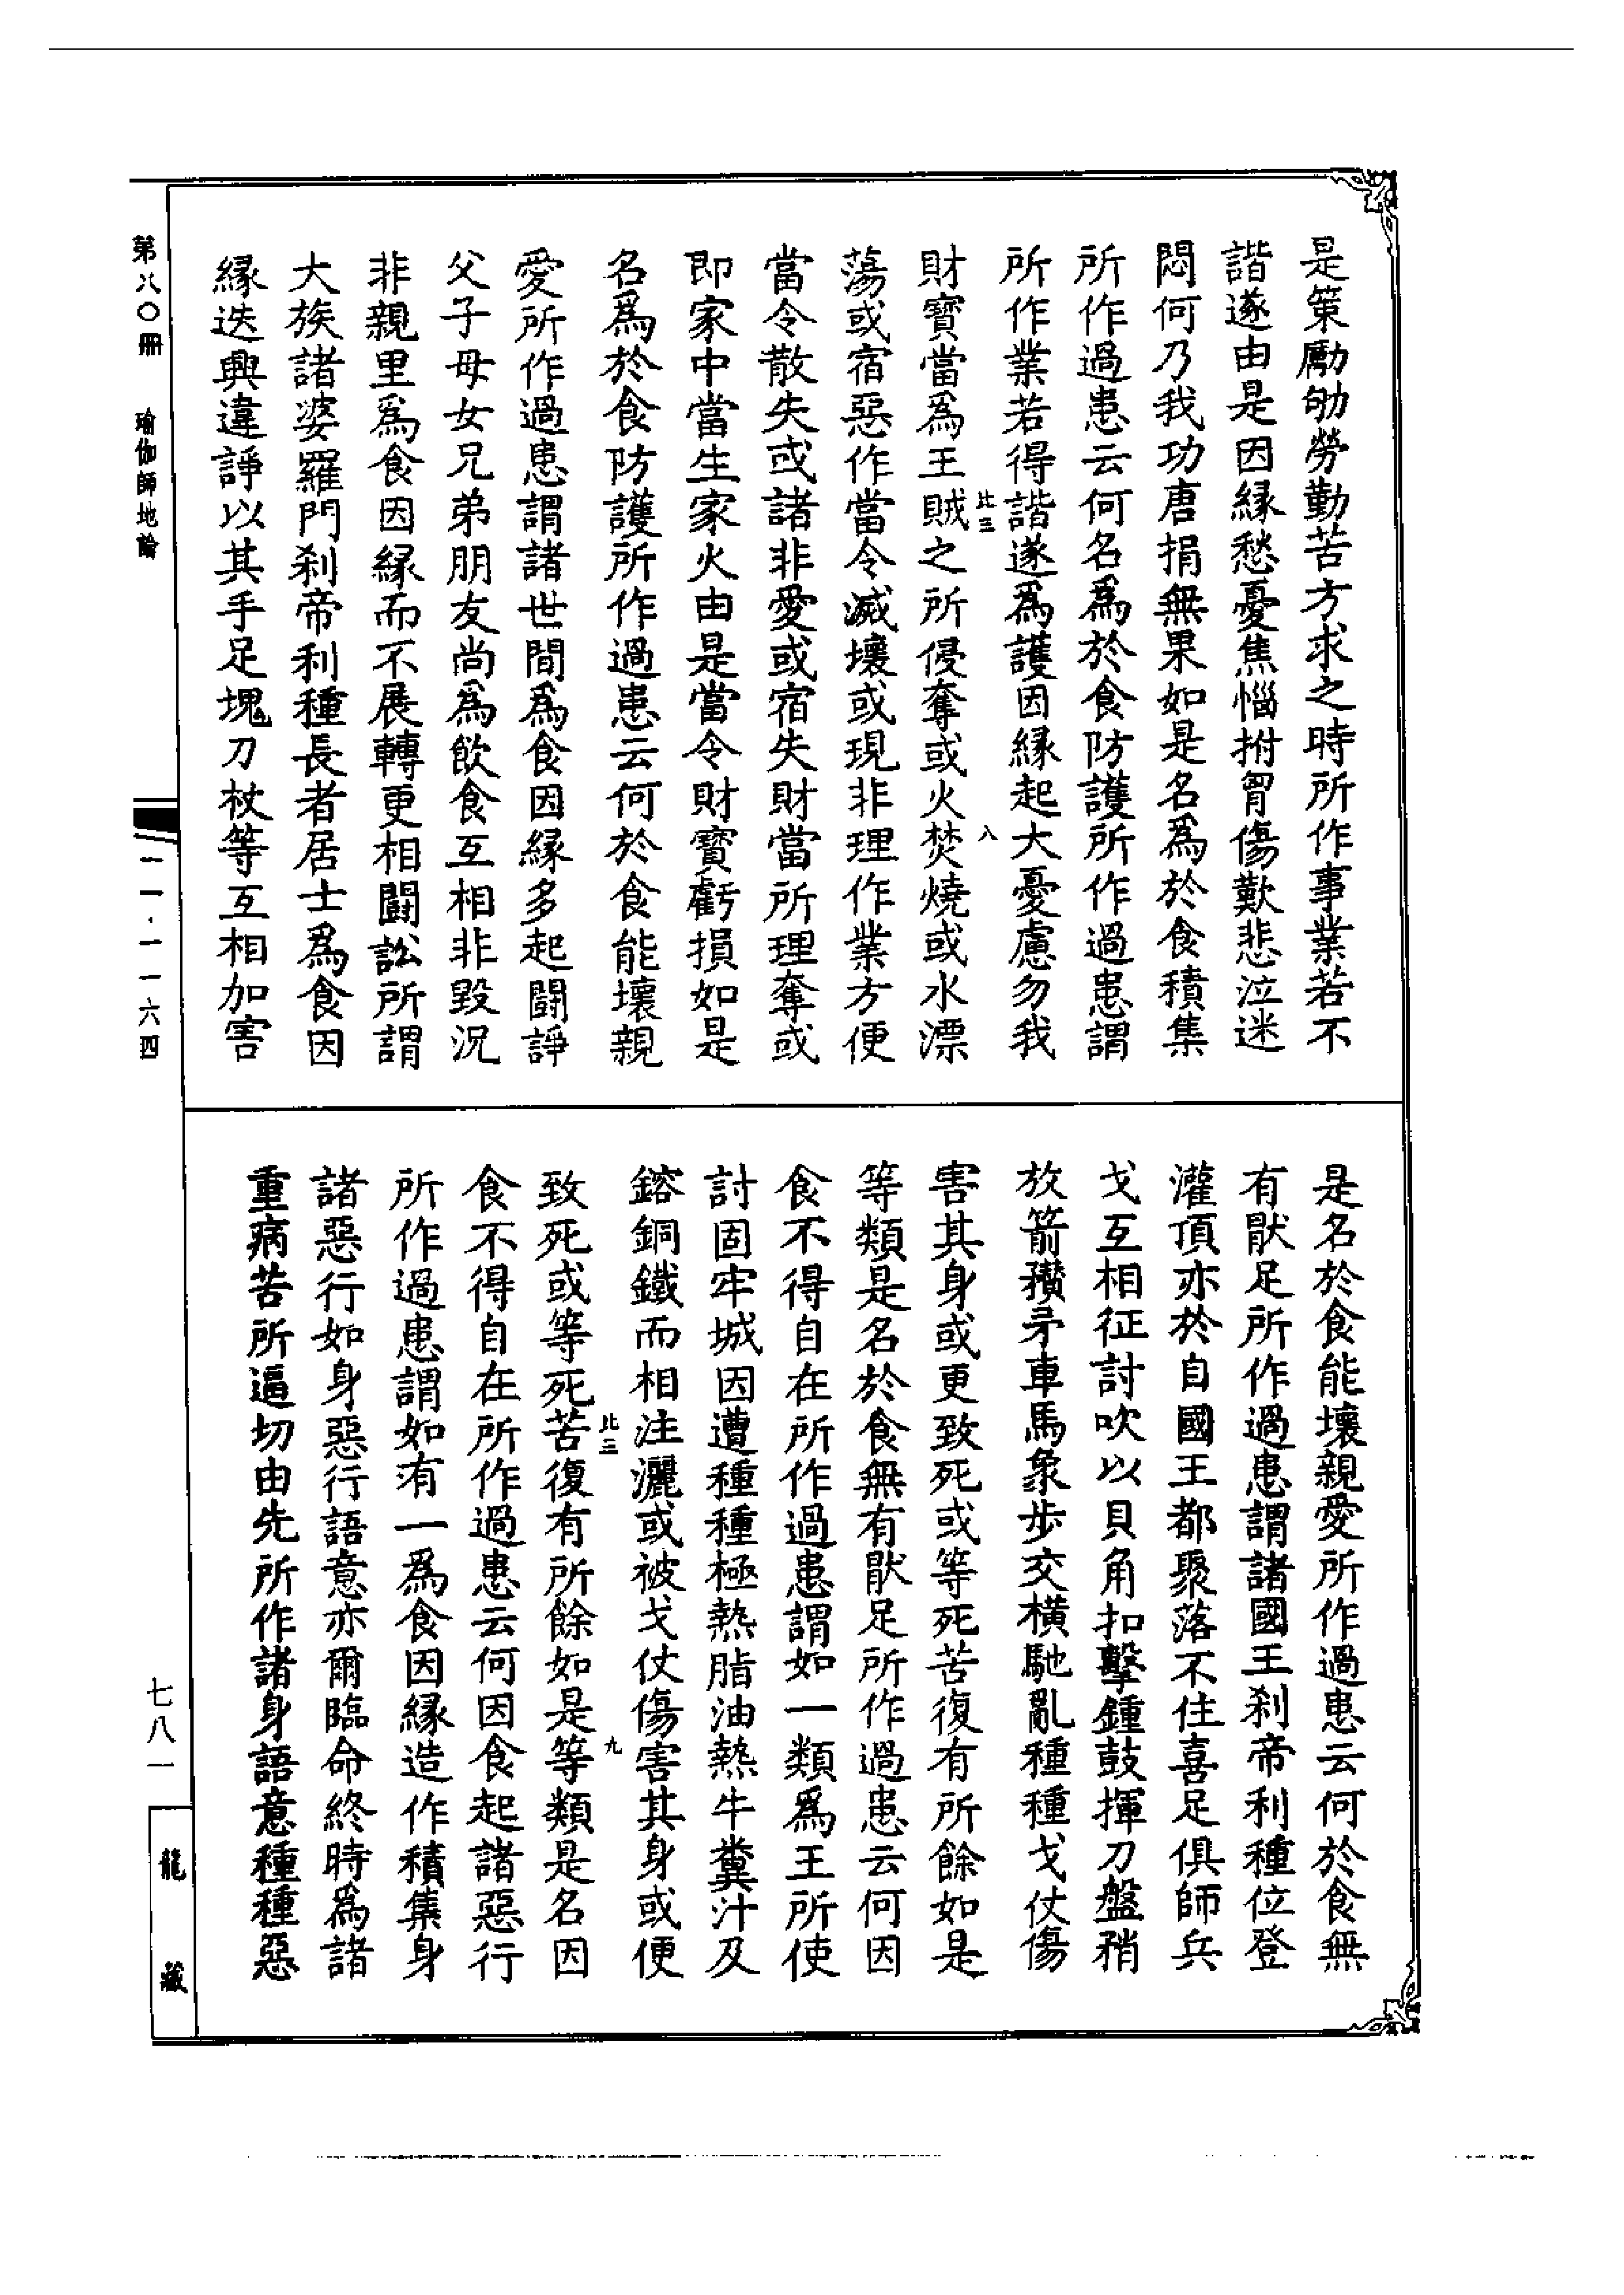 是策勵劬勞勤苦方求之時所作事業若不
諧遂由是因緣愁憂焦惱拊胷傷歎悲泣迷
悶何乃我功唐捐無果如是名爲於食積集
所作過患云何名爲於食防護所作過患謂
所作業若得諧遂爲護因緣起大憂慮勿我
比三
八
財寶當爲王賊之所侵奪或火焚燒或水漂
蕩或宿惡作當令滅壞或現非理作業方便
當令散失或諸非愛或宿失財當所理奪或
即家中當生家火由是當令財寶虧損如是
名爲於食防護所作過患云何於食能壞親
愛所作過患謂諸世間爲食因緣多起鬪諍
父子母女兄弟朋友尚爲飲食互相非毀況
非親里爲食因緣而不展轉更相鬪訟所謂
大族諸婆羅門刹帝利種長者居士爲食因
緣迭興違諍以其手足塊刀杖等互相加害
是名於食能壞親愛所作過患云何於食無
有猒足所作過患謂諸國王刹帝利種位登
灌頂亦於自國王都聚落不住喜足俱師兵
戈互相征討吹以貝角扣擊鍾鼓揮刀盤矟
放箭矟矛車馬象步交橫馳亂種種戈仗傷
害其身或更致死或等死苦復有所餘如是
等類是名於食無有猒足所作過患云何因
食不得自在所作過患謂如一類爲王所使
討固牢城因遭種種極熱脂油熱牛糞汁及
鎔銅鐵而相注灑或被戈仗傷害其身或便
比三
九
致死或等死苦復有所餘如是等類是名因
食不得自在所作過患云何因食起諸惡行
所作過患謂如有一爲食因緣造作積集身
諸惡行如身惡行語意亦爾臨命終時爲諸
重病苦所逼切由先所作諸身語意種種惡
第八〇冊 瑜伽師地論
一一·一一六四
七八一
龍藏